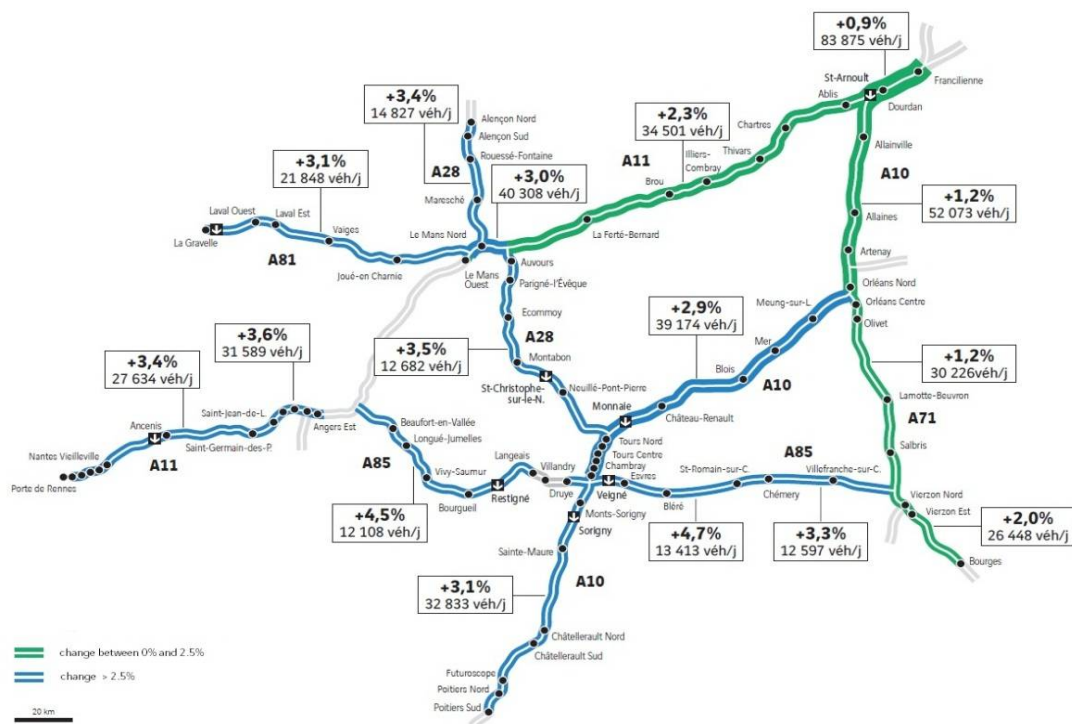 +0,9%
83 875 véh/j
St-Arnoult
Francilienne
Ablis
Dourdan
+3,4%
14 827 véh/j
Alençon Nord
Alençon Sud
Rouessé-Fontaine
A28
Maresché
+2,3%
34 501 véh/j
Chartres
Thivars
Illiers-
Combray
A11
Brou
La Ferté-Bernard
Allainville
A10
+1,2%
52 073 véh/j
Allaines
Artenay
+3,1%
21 848 véh/j
+3,0%
40 308 véh/j
Laval Ouest
Laval Est
Vaiges
La Gravelle
A81
Joué-en Charnie
Le Mans Nord
Le Mans
Ouest
Auvours
Parigné-l'Évêque
Ecommoy
A28
Montabon
+3,5%
12 682 véh/j
St-Christophe-
sur-le-N.
Neuillé-Pont-Pierre
Orléans Nord
Orléans Centre
Olivet
Meung-sur-L.
+2,9%
39 174 véh/j
Mer
Blois
A10
Château-Renault
Monnaie
+1,2%
30 226véh/j
Lamotte-Beuvron
A71
Salbris
+3,6%
31 589 véh/j
+3,4%
27 634 véh/j
Saint-Jean-de-L.
Ancenis
Saint-Germain-des-P.
Angers Est
Nantes Vieilleville
A11
Porte de Rennes
Beaufort-en-Vallée
Longué-Jumelles
A85
Vivy-Saumur
Bourgueil
Restigné
Langeais
Villandry
Druye
+4,5%
12 108 véh/j
Tours Nord
Tours Centre
Chambray
Esvres
Veigné
Monts-Sorigny
Sorigny
St-Romain-sur-C.
A85
Villefranche-sur-C.
Bléré
Chémery
+4,7%
13 413 véh/j
+3,3%
12 597 véh/j
Vierzon Nord
Vierzon Est
+2,0%
26 448 véh/j
Bourges
Sainte-Maure
A10
+3,1%
32 833 véh/j
Châtellerault Nord
Châtellerault Sud
Futuroscope
Poitiers Nord
Poitiers Sud
change between 0% and 2.5%
change > 2.5%
20 km